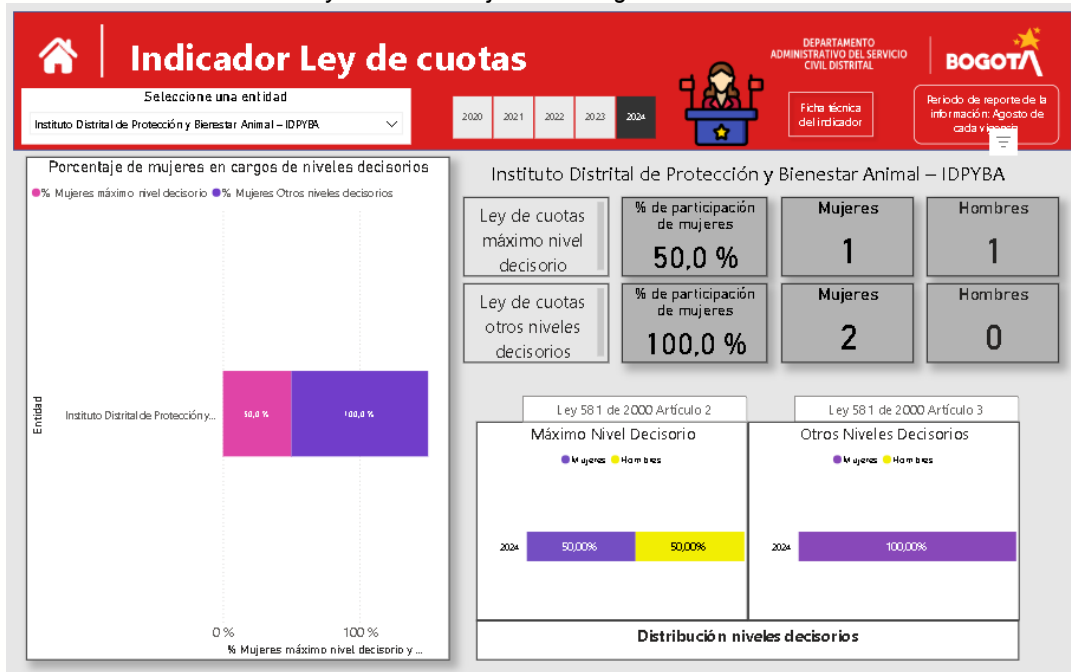 Indicador Ley de cuotas
DEPARTAMENTO
ADMINISTRATIVO DEL SERVICIO
CIVIL DISTRITAL
BOGOTÁ
Seleccione una entidad
Instituto Distrital de Protección y Bienestar Animal – IDPYBA
2020
2021
2022
2023
2024
Ficha técnica
del indicador
Periodo de reporte de la
información: Agosto de
cada vigencia
Porcentaje de mujeres en cargos de niveles decisorios
% Mujeres máximo nivel decisorio
% Mujeres Otros niveles decisorios
Entidad
Instituto Distrital de Protección y...
50,0 %
100,0 %
0 %
100 %
% Mujeres máximo nivel decisorio y ...
Instituto Distrital de Protección y Bienestar Animal – IDPYBA
Ley de cuotas
máximo nivel
decisorio
% de participación
de mujeres
50,0 %
Mujeres
1
Hombres
1
Ley de cuotas
otros niveles
decisorios
% de participación
de mujeres
100,0 %
Mujeres
2
Hombres
0
Ley 581 de 2000 Artículo 2
Ley 581 de 2000 Artículo 3
Máximo Nivel Decisorio
Mujeres
Hombres
2024
50,00%
50,00%
Otros Niveles Decisorios
Mujeres
Hombres
2024
100,00%
Distribución niveles decisorios